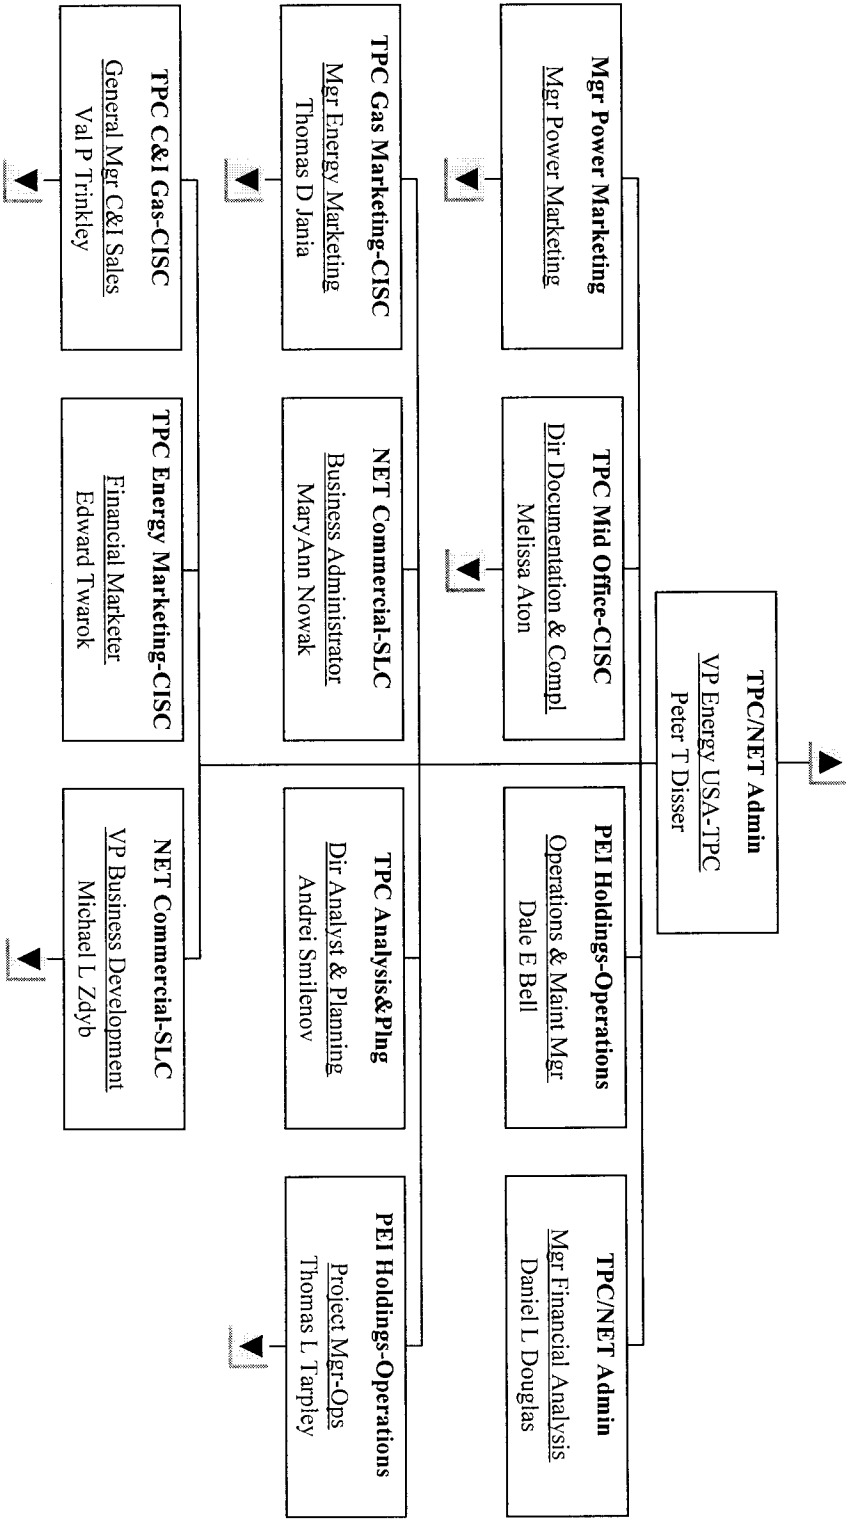 TPC/NET Admin
VP Energy USA-TPC
Peter T Disser
Mgr Power Marketing
Mgr Power Marketing
TPC Mid Office-CISC
Dir Documentation & Compl
Melissa Aton
PEI Holdings-Operations
Operations & Maint Mgr
Dale E Bell
TPC/NET Admin
Mgr Financial Analysis
Daniel L Douglas
TPC Gas Marketing-CISC
Mgr Energy Marketing
Thomas D Jania
NET Commercial-SLC
Business Administrator
MaryAnn Nowak
TPC Analysis&Plng
Dir Analyst & Planning
Andrei Smilenov
PEI Holdings-Operations
Project Mgr-Ops
Thomas L Tarpley
TPC C&I Gas-CISC
General Mgr C&I Sales
Val P Trinkley
TPC Energy Marketing-CISC
Financial Marketer
Edward Twarok
NET Commercial-SLC
VP Business Development
Michael L Zdyb